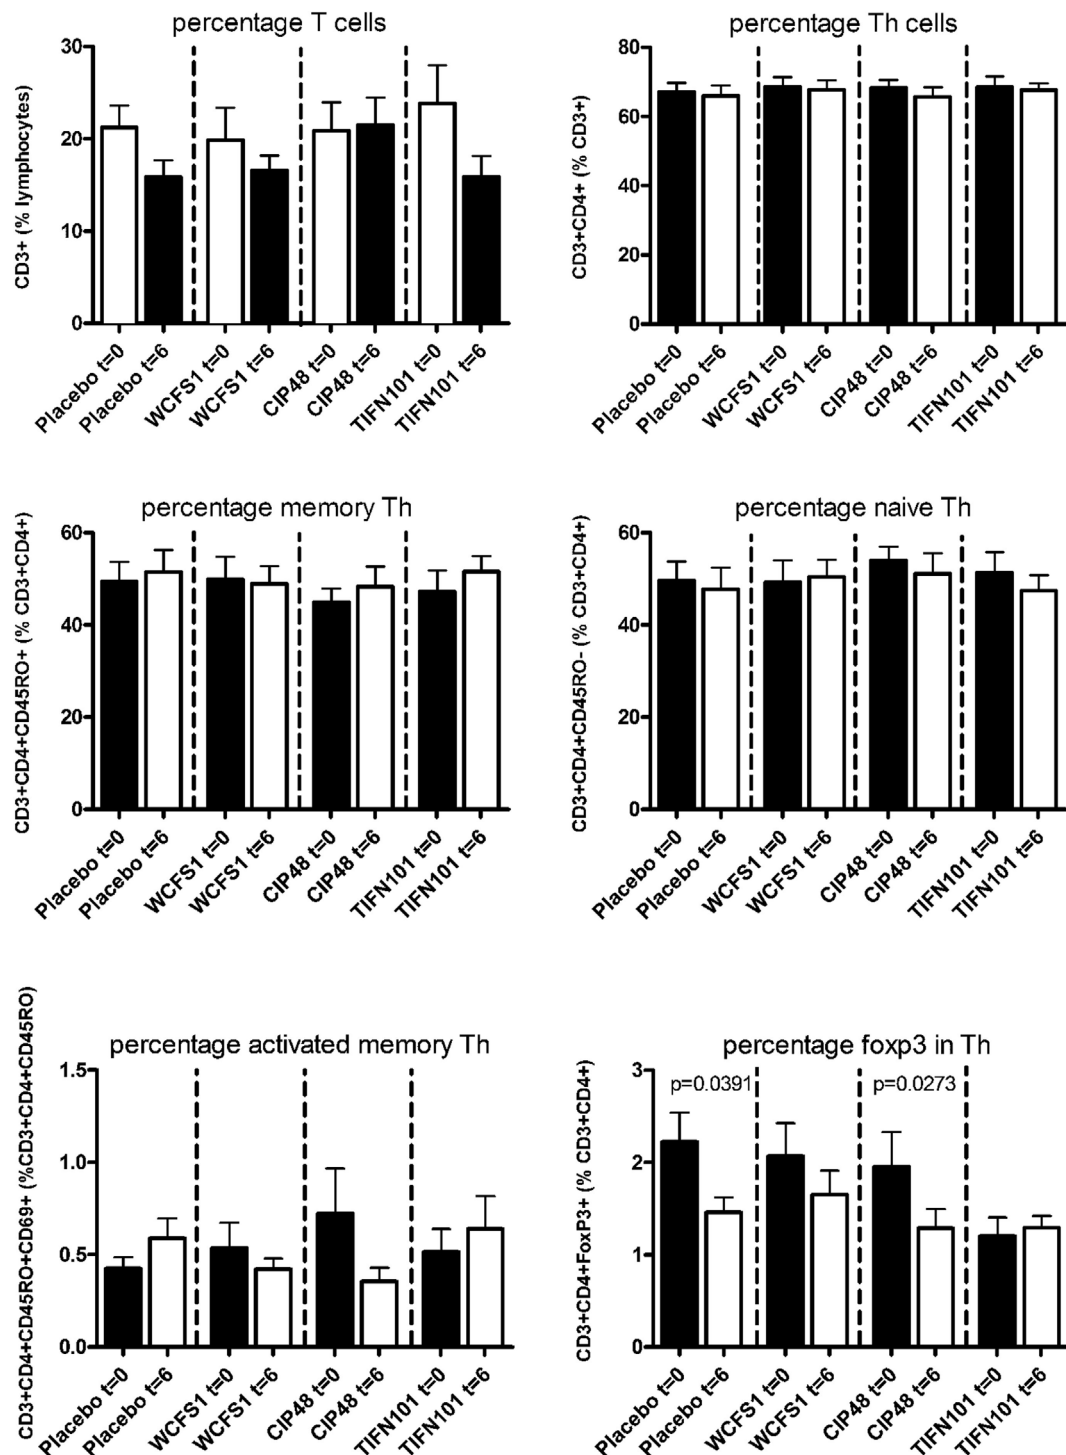 percentage T cells
CD3+ (% lymphocytes)
30
20
10
0
Placebo t=0
Placebo t=6
WCFS1 t=0
WCFS1 t=6
CIP48 t=0
CIP48 t=6
TIFN101 t=0
TIFN101 t=6
percentage Th cells
CD3+CD4+ (% CD3+)
80
60
40
20
0
Placebo t=0
Placebo t=6
WCFS1 t=0
WCFS1 t=6
CIP48 t=0
CIP48 t=6
TIFN101 t=0
TIFN101 t=6
percentage memory Th
CD3+CD4+CD45RO+ (% CD3+CD4+)
60
40
20
0
Placebo t=0
Placebo t=6
WCFS1 t=0
WCFS1 t=6
CIP48 t=0
CIP48 t=6
TIFN101 t=0
TIFN101 t=6
percentage naive Th
CD3+CD4+CD45RO- (% CD3+CD4+)
60
40
20
0
Placebo t=0
Placebo t=6
WCFS1 t=0
WCFS1 t=6
CIP48 t=0
CIP48 t=6
TIFN101 t=0
TIFN101 t=6
percentage activated memory Th
CD3+CD4+CD45RO+CD69+ (%CD3+CD4+CD45RO)
1.5
1.0
0.5
0.0
Placebo t=0
Placebo t=6
WCFS1 t=0
WCFS1 t=6
CIP48 t=0
CIP48 t=6
TIFN101 t=0
TIFN101 t=6
percentage foxp3 in Th
CD3+CD4+FoxP3+ (% CD3+CD4+)
3
2
1
0
p=0.0391
p=0.0273
Placebo t=0
Placebo t=6
WCFS1 t=0
WCFS1 t=6
CIP48 t=0
CIP48 t=6
TIFN101 t=0
TIFN101 t=6